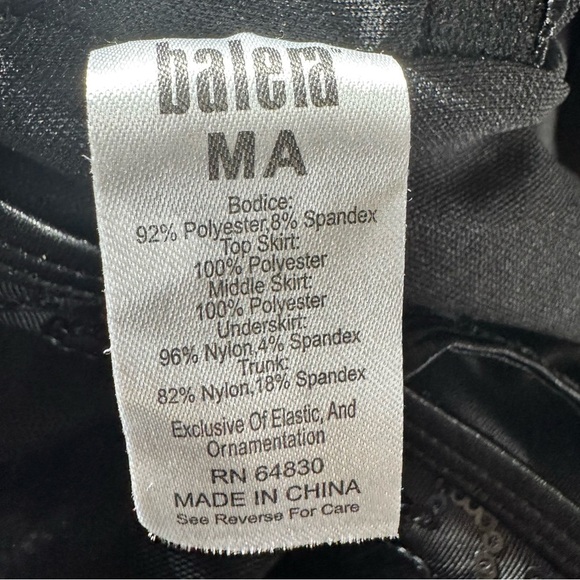 balera™
MA
Bodice:
92% Polyester,8% Spandex
Top Skirt:
100% Polyester
Middle Skirt:
100% Polyester
Underskirt:
96% Nylon,4% Spandex
Trunk:
82% Nylon,18% Spandex
Exclusive Of Elastic, And
Ornamentation
RN 64830
MADE IN CHINA
See Reverse For Care